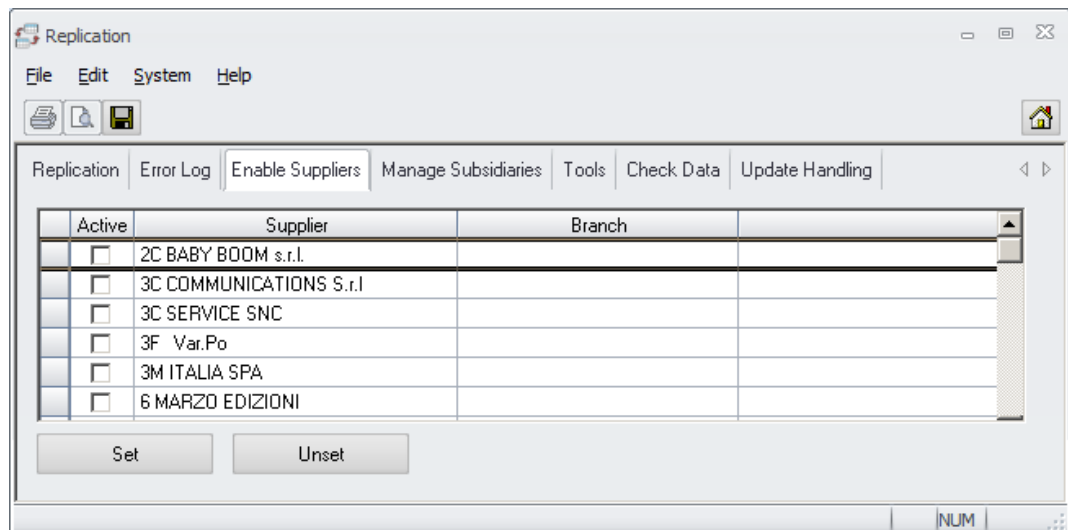 Replication
File Edit System Help
Replication Error Log Enable Suppliers Manage Subsidiaries Tools Check Data Update Handling
Active Supplier Branch
2C BABY BOOM s.r.l.
3C COMMUNICATIONS S.r.l
3C SERVICE SNC
3F Var.Po
3M ITALIA SPA
6 MARZO EDIZIONI
Set Unset
NUM